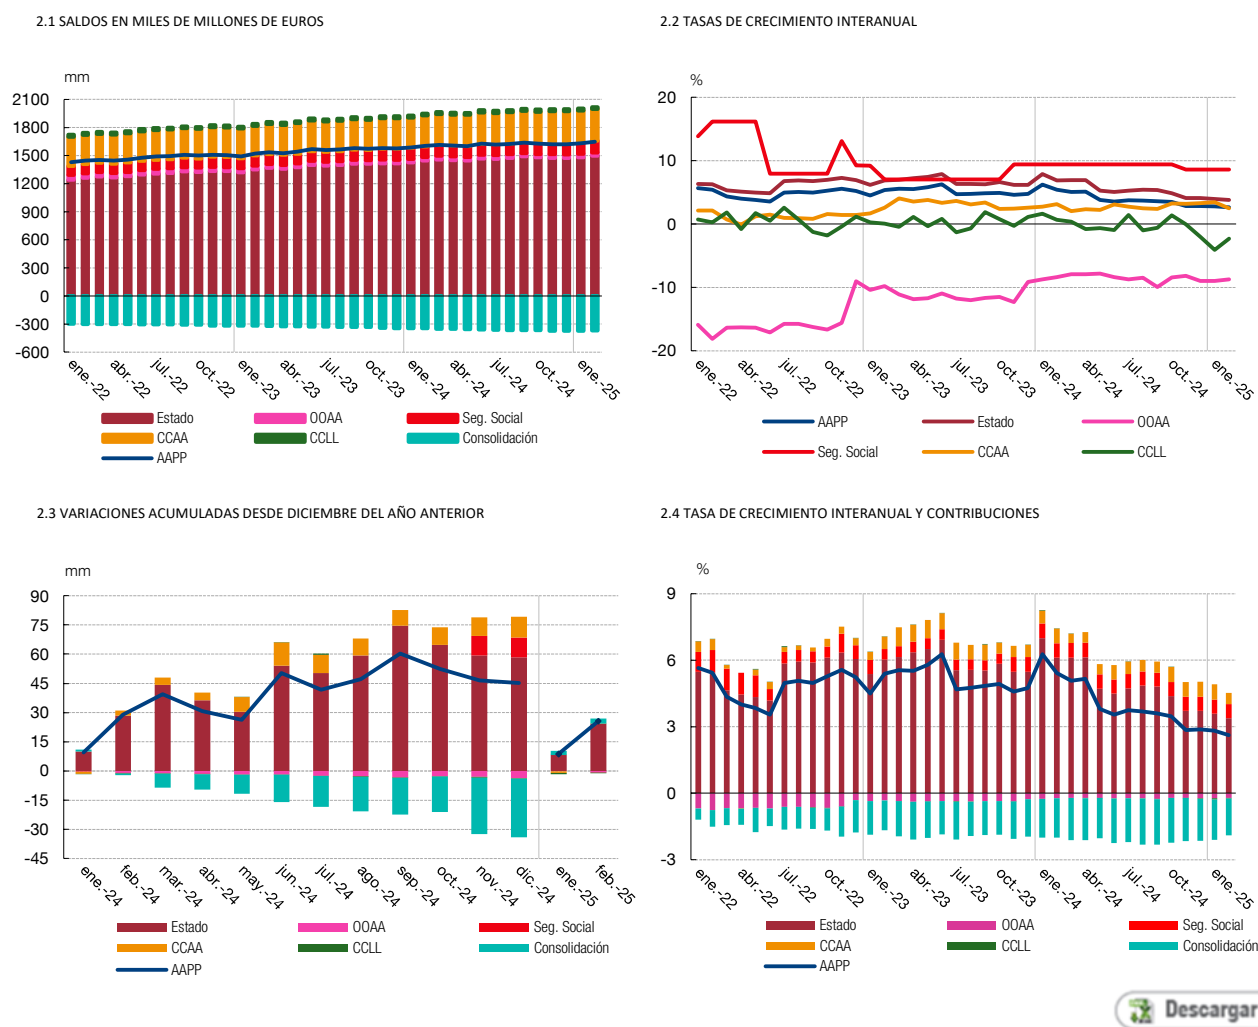 2.1 SALDOS EN MILES DE MILLONES DE EUROS
mm
2100
1800
1500
1200
900
600
300
0
-300
-600
ene.-22
abr.-22
jul.-22
oct.-22
ene.-23
abr.-23
jul.-23
oct.-23
ene.-24
abr.-24
jul.-24
oct.-24
ene.-25
Estado
OOAA
Seg. Social
CCAA
CCLL
Consolidación
AAPP
2.2 TASAS DE CRECIMIENTO INTERANUAL
%
20
10
0
-10
-20
ene.-22
abr.-22
jul.-22
oct.-22
ene.-23
abr.-23
jul.-23
oct.-23
ene.-24
abr.-24
jul.-24
oct.-24
ene.-25
AAPP
Estado
OOAA
Seg. Social
CCAA
CCLL
2.3 VARIACIONES ACUMULADAS DESDE DICIEMBRE DEL AÑO ANTERIOR
mm
90
75
60
45
30
15
0
-15
-30
-45
ene.-24
feb.-24
mar.-24
abr.-24
may.-24
jun.-24
jul.-24
ago.-24
sep.-24
oct.-24
nov.-24
dic.-24
ene.-25
feb.-25
Estado
OOAA
Seg. Social
CCAA
CCLL
Consolidación
AAPP
2.4 TASA DE CRECIMIENTO INTERANUAL Y CONTRIBUCIONES
%
9
6
3
0
-3
ene.-22
abr.-22
jul.-22
oct.-22
ene.-23
abr.-23
jul.-23
oct.-23
ene.-24
abr.-24
jul.-24
oct.-24
ene.-25
Estado
OOAA
Seg. Social
CCAA
CCLL
Consolidación
AAPP
Descargar